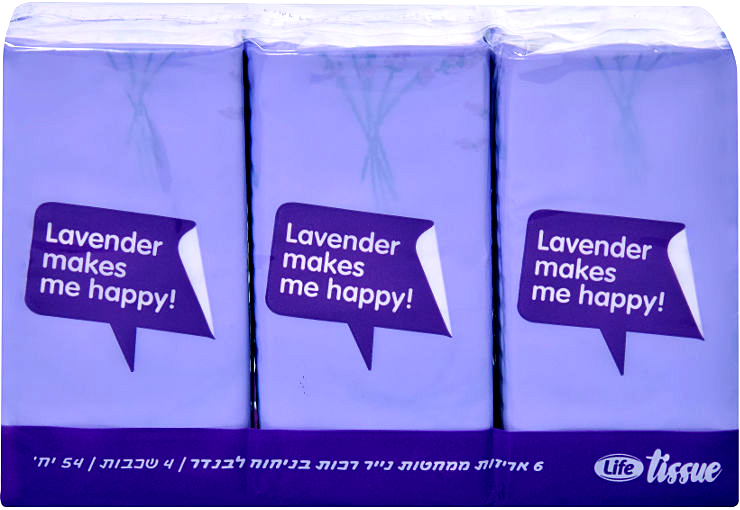 Lavender
makes
me happy!
Lavender
makes
me happy!
Lavender
makes
me happy!
6 אריזות ממחטות נייר רכות בניחוח לבנדר / 4 שכבות / 54 יח'
Life tissue